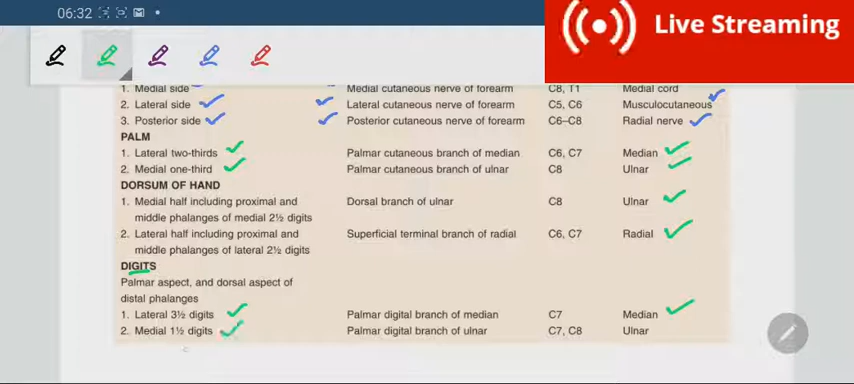 06:32
Live Streaming
1. Medial side Medial cutaneous nerve of forearm C8, T1 Medial cord
2. Lateral side Lateral cutaneous nerve of forearm C5, C6 Musculocutaneous
3. Posterior side Posterior cutaneous nerve of forearm C6–C8 Radial nerve
PALM
1. Lateral two-thirds Palmar cutaneous branch of median C6, C7 Median
2. Medial one-third Palmar cutaneous branch of ulnar C8 Ulnar
DORSUM OF HAND
1. Medial half including proximal and Dorsal branch of ulnar C8 Ulnar
middle phalanges of medial 2½ digits
2. Lateral half including proximal and Superficial terminal branch of radial C6, C7 Radial
middle phalanges of lateral 2½ digits
DIGITS
Palmar aspect, and dorsal aspect of
distal phalanges
1. Lateral 3½ digits Palmar digital branch of median C7 Median
2. Medial 1½ digits Palmar digital branch of ulnar C7, C8 Ulnar